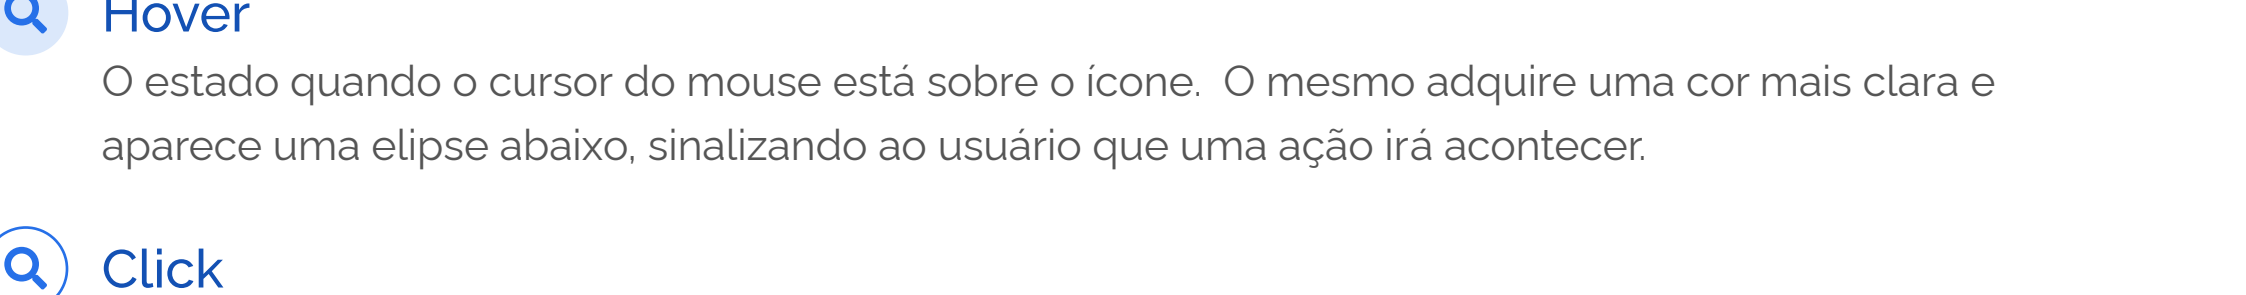 Hover
O estado quando o cursor do mouse está sobre o ícone.  O mesmo adquire uma cor mais clara e
aparece uma elipse abaixo, sinalizando ao usuário que uma ação irá acontecer.
Click